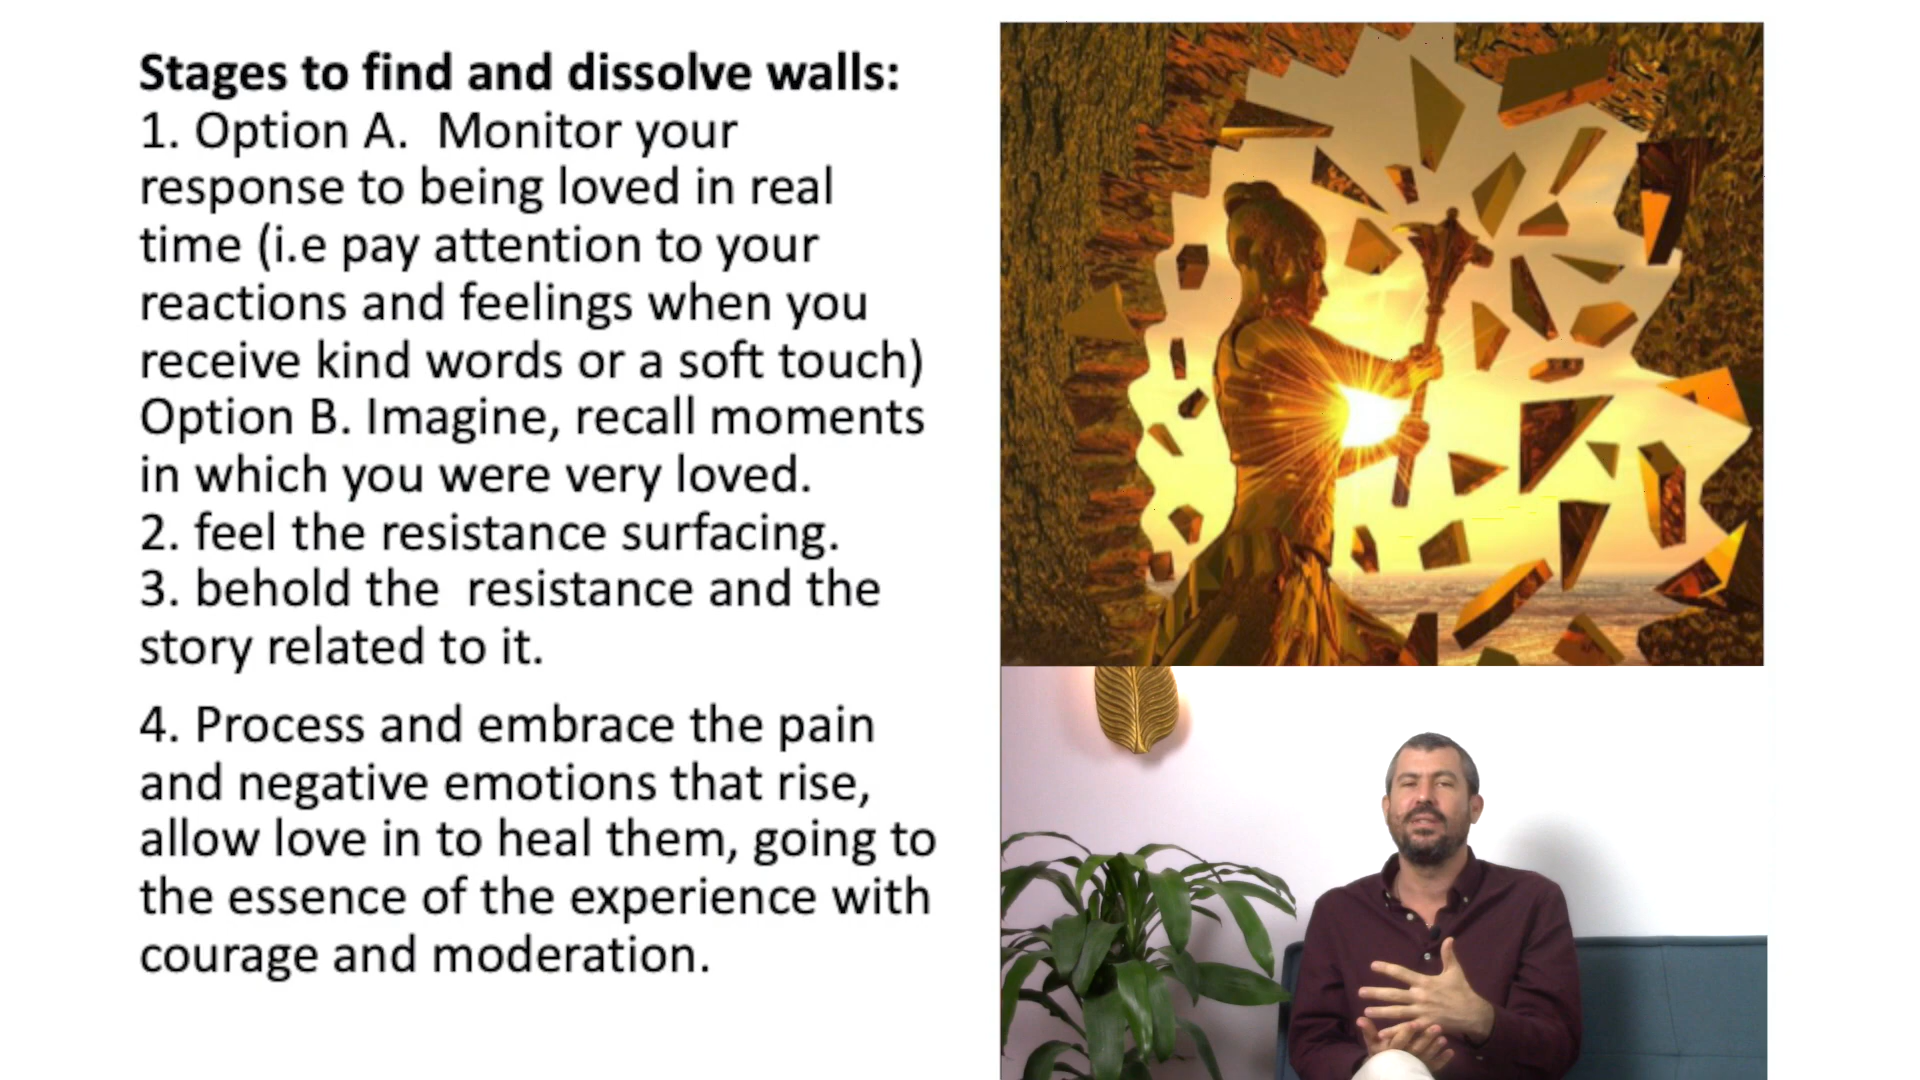 Stages to find and dissolve walls:
1. Option A.  Monitor your
response to being loved in real
time (i.e pay attention to your
reactions and feelings when you
receive kind words or a soft touch)
Option B. Imagine, recall moments
in which you were very loved.
2. feel the resistance surfacing.
3. behold the  resistance and the
story related to it.
4. Process and embrace the pain
and negative emotions that rise,
allow love in to heal them, going to
the essence of the experience with
courage and moderation.